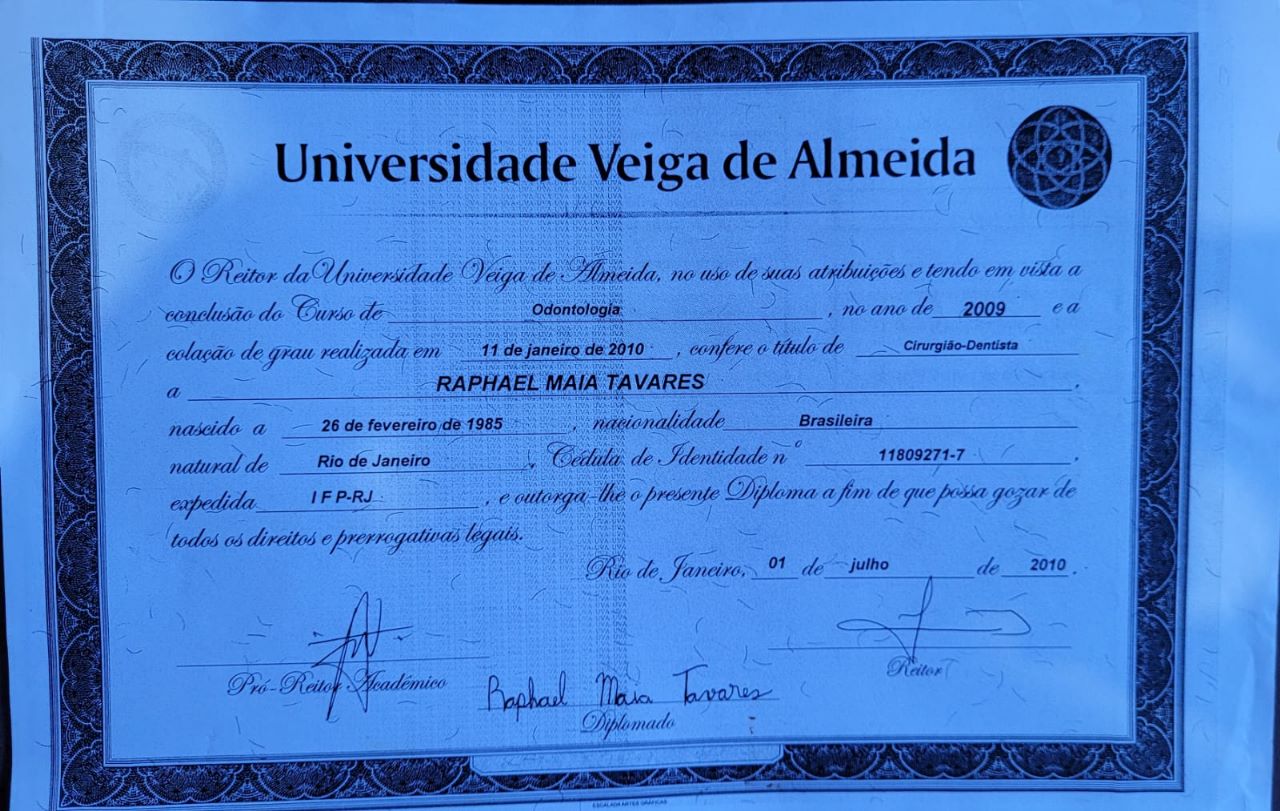 Universidade Veiga de Almeida
O Reitor da Universidade Veiga de Almeida, no uso de suas atribuições e tendo em vista a
conclusão do Curso de Odontologia, no ano de 2009 e a
colação de grau realizada em 11 de janeiro de 2010, confere o título de Cirurgião-Dentista
a RAPHAEL MAIA TAVARES,
nascido a 26 de fevereiro de 1985, nacionalidade Brasileira
natural de Rio de Janeiro, Cédula de Identidade nº 11809271-7,
expedida I F P-RJ, e outorga-lhe o presente Diploma a fim de que possa gozar de
todos os direitos e prerrogativas legais.
Rio de Janeiro, 01 de julho de 2010.
Pró-Reitor Acadêmico
Reitor
Raphael Maia Tavares
Diplomado
ESCALADA ARTES GRÁFICAS